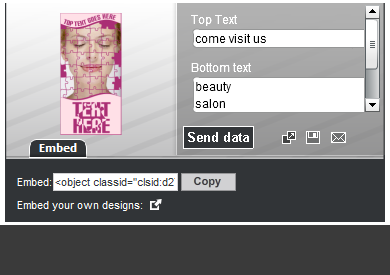 TOP TEXT GOES HERE
TEXT
HERE
Top Text
come visit us
Bottom text
beauty
salon
Send data
Embed
Embed: <object classid="clsid:d2 Copy
Embed your own designs: